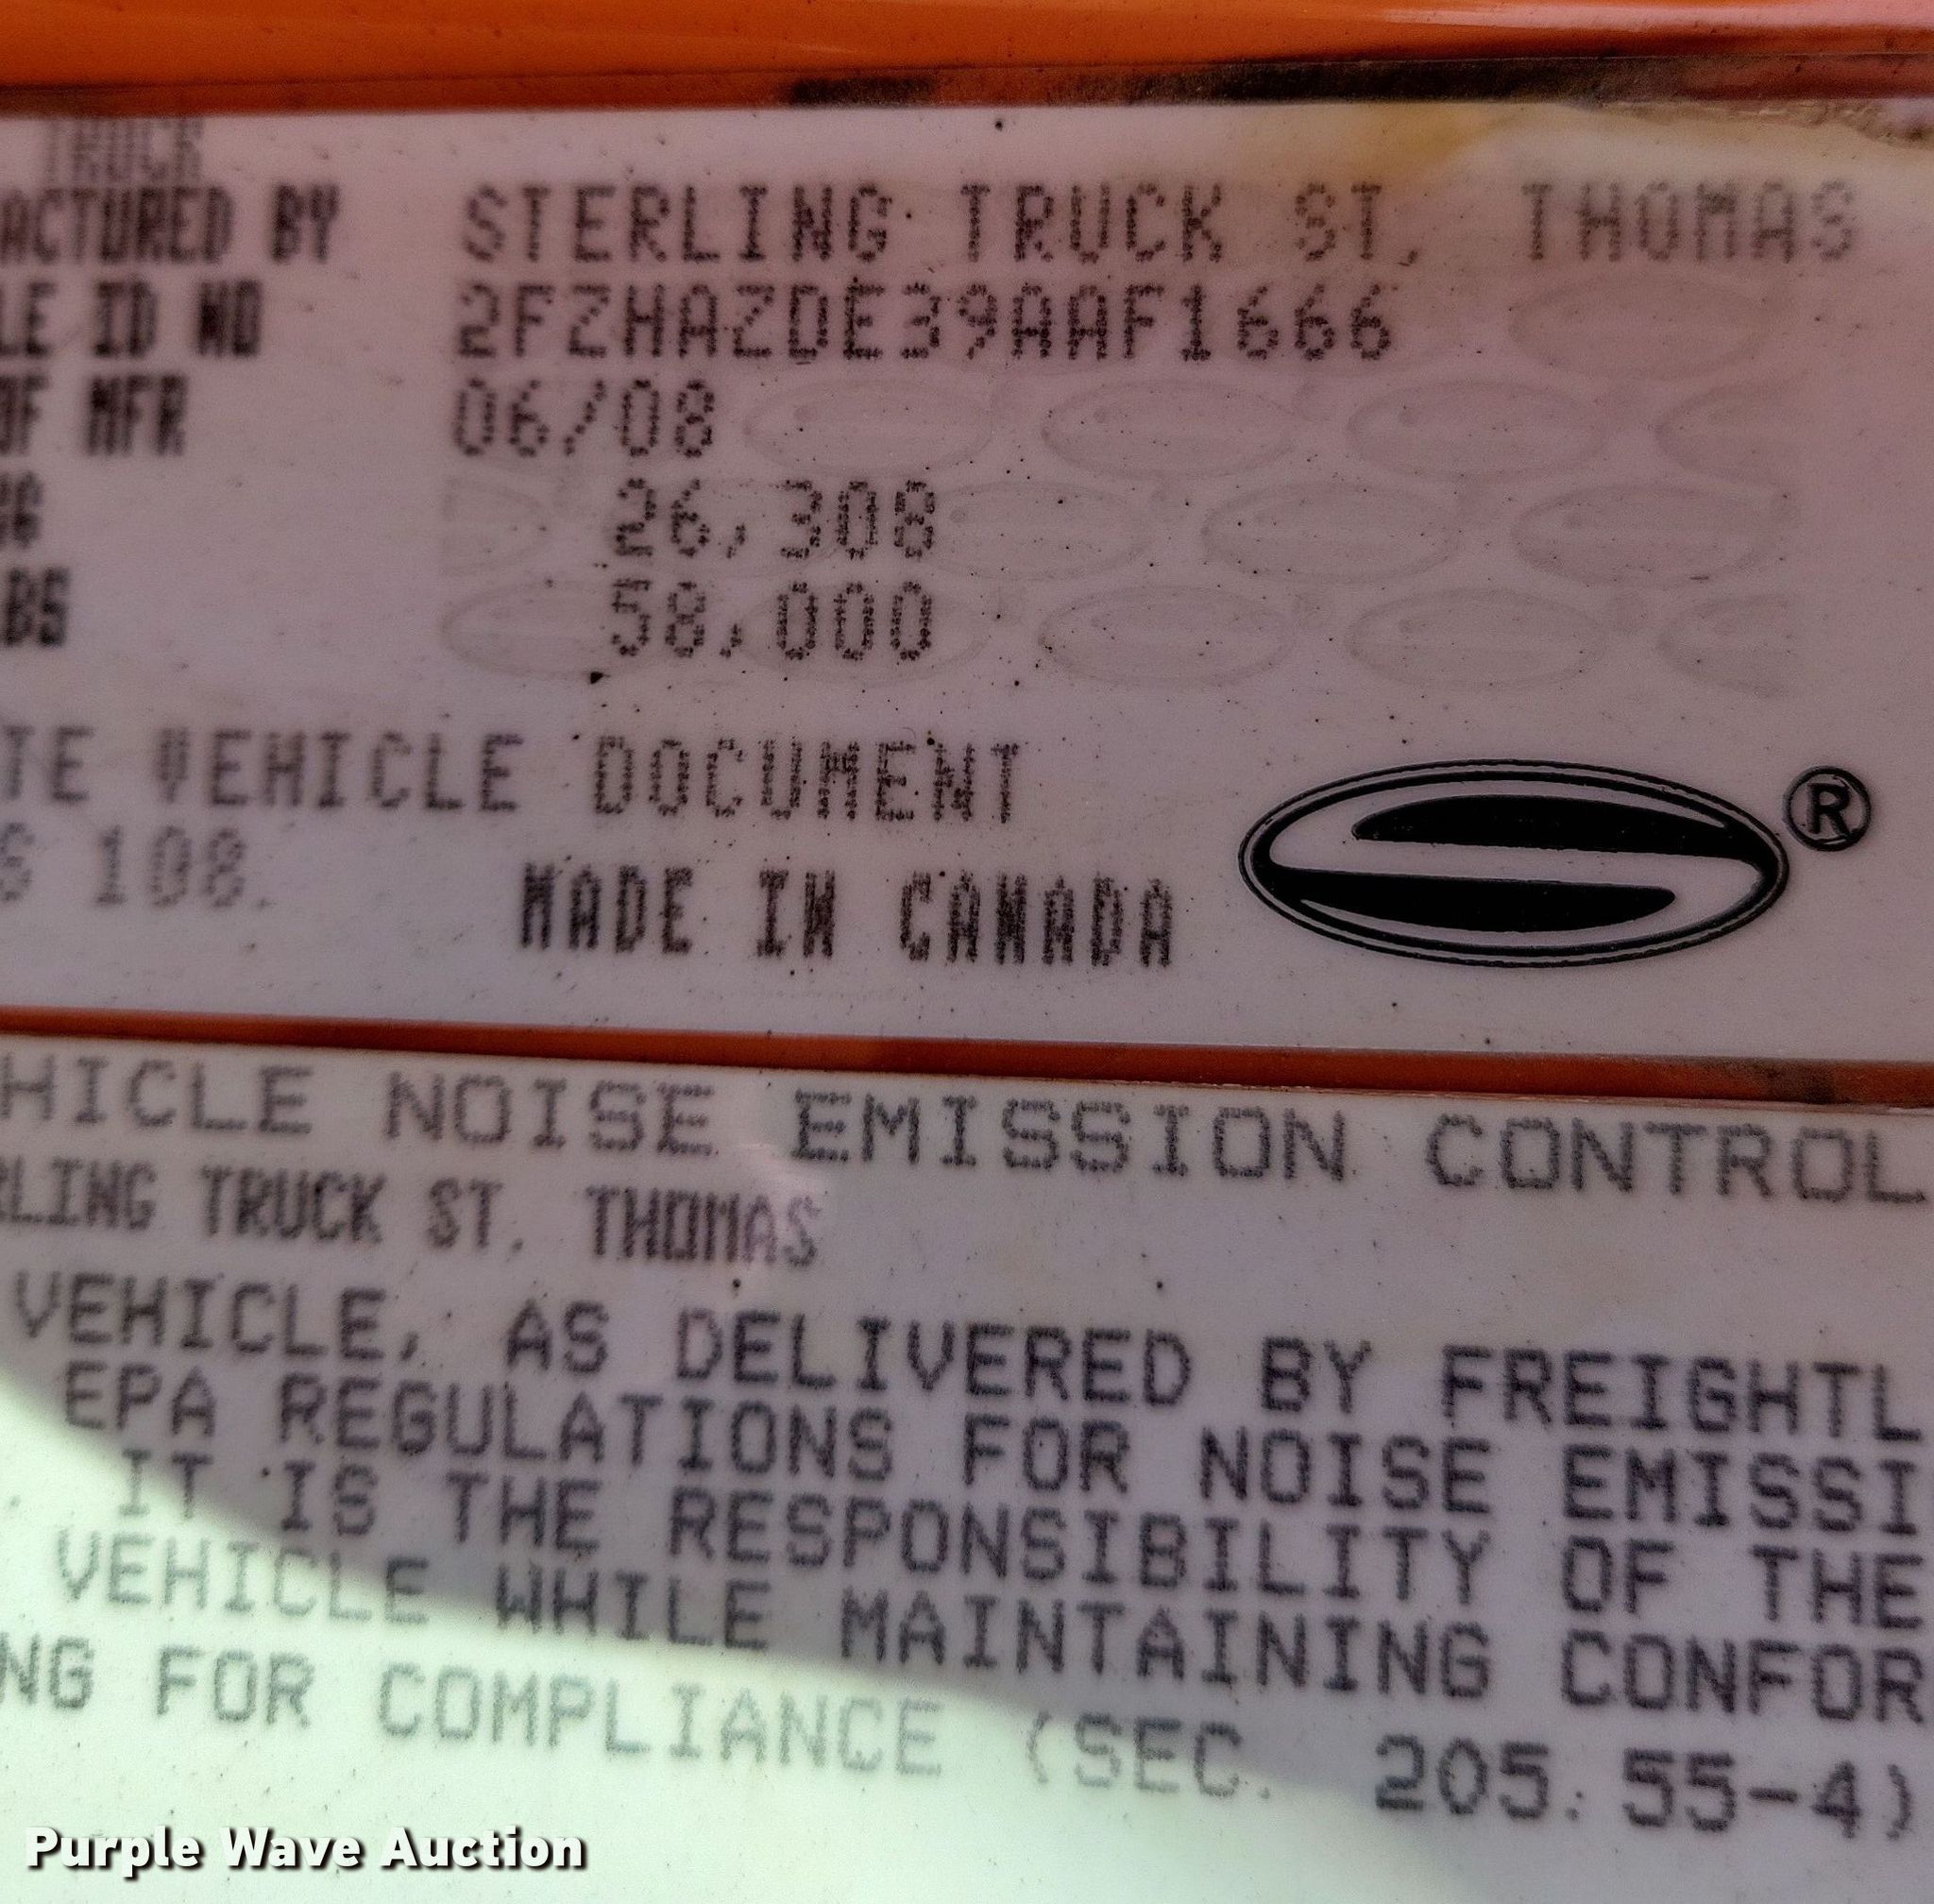 TRUCK
ACTURED BY STERLING TRUCK ST. THOMAS
LE ID NO 2FZHAZDE39AAF1666
OF MFR 06/08
26,308
LBS 58,000
TE VEHICLE DOCUMENT
S 108.
MADE IN CANADA
®
HICLE NOISE EMISSION CONTROL
RLING TRUCK ST. THOMAS
VEHICLE, AS DELIVERED BY FREIGHTL
EPA REGULATIONS FOR NOISE EMISSI
IT IS THE RESPONSIBILITY OF THE
VEHICLE WHILE MAINTAINING CONFOR
NG FOR COMPLIANCE (SEC. 205.55-4)
Purple Wave Auction